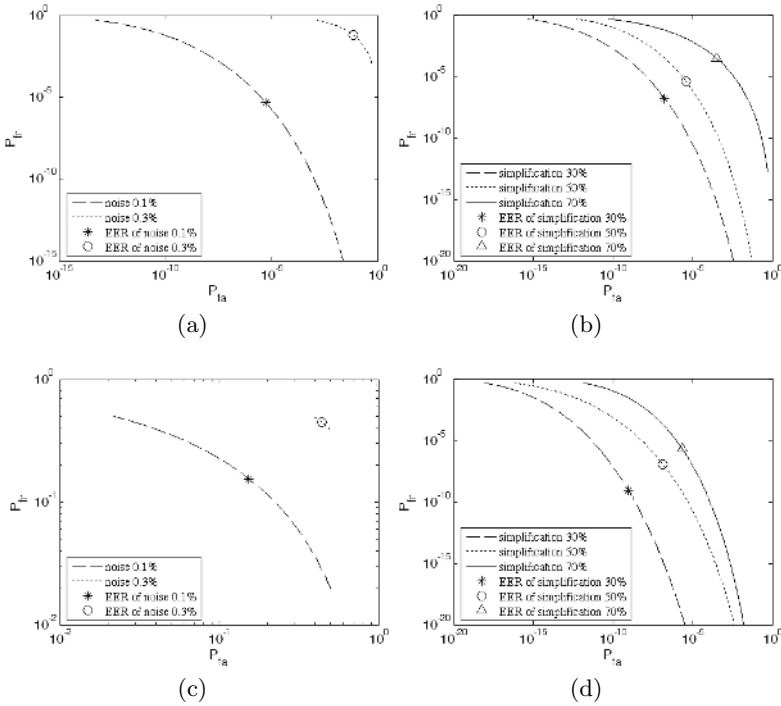 10^0
10^-5
10^-10
10^-15
P_fr
noise 0.1%
noise 0.3%
EER of noise 0.1%
EER of noise 0.3%
10^-15
10^-10
10^-5
10^0
P_fa
(a)
10^0
10^-5
10^-10
10^-15
10^-20
P_fr
simplification 30%
simplification 50%
simplification 70%
EER of simplification 30%
EER of simplification 50%
EER of simplification 70%
10^-20
10^-15
10^-10
10^-5
10^0
P_fa
(b)
10^0
10^-1
10^-2
P_fr
noise 0.1%
noise 0.3%
EER of noise 0.1%
EER of noise 0.3%
10^-1
10^0
P_fa
(c)
10^0
10^-5
10^-10
10^-15
10^-20
P_fr
simplification 30%
simplification 50%
simplification 70%
EER of simplification 30%
EER of simplification 50%
EER of simplification 70%
10^-20
10^-15
10^-10
10^-5
10^0
P_fa
(d)